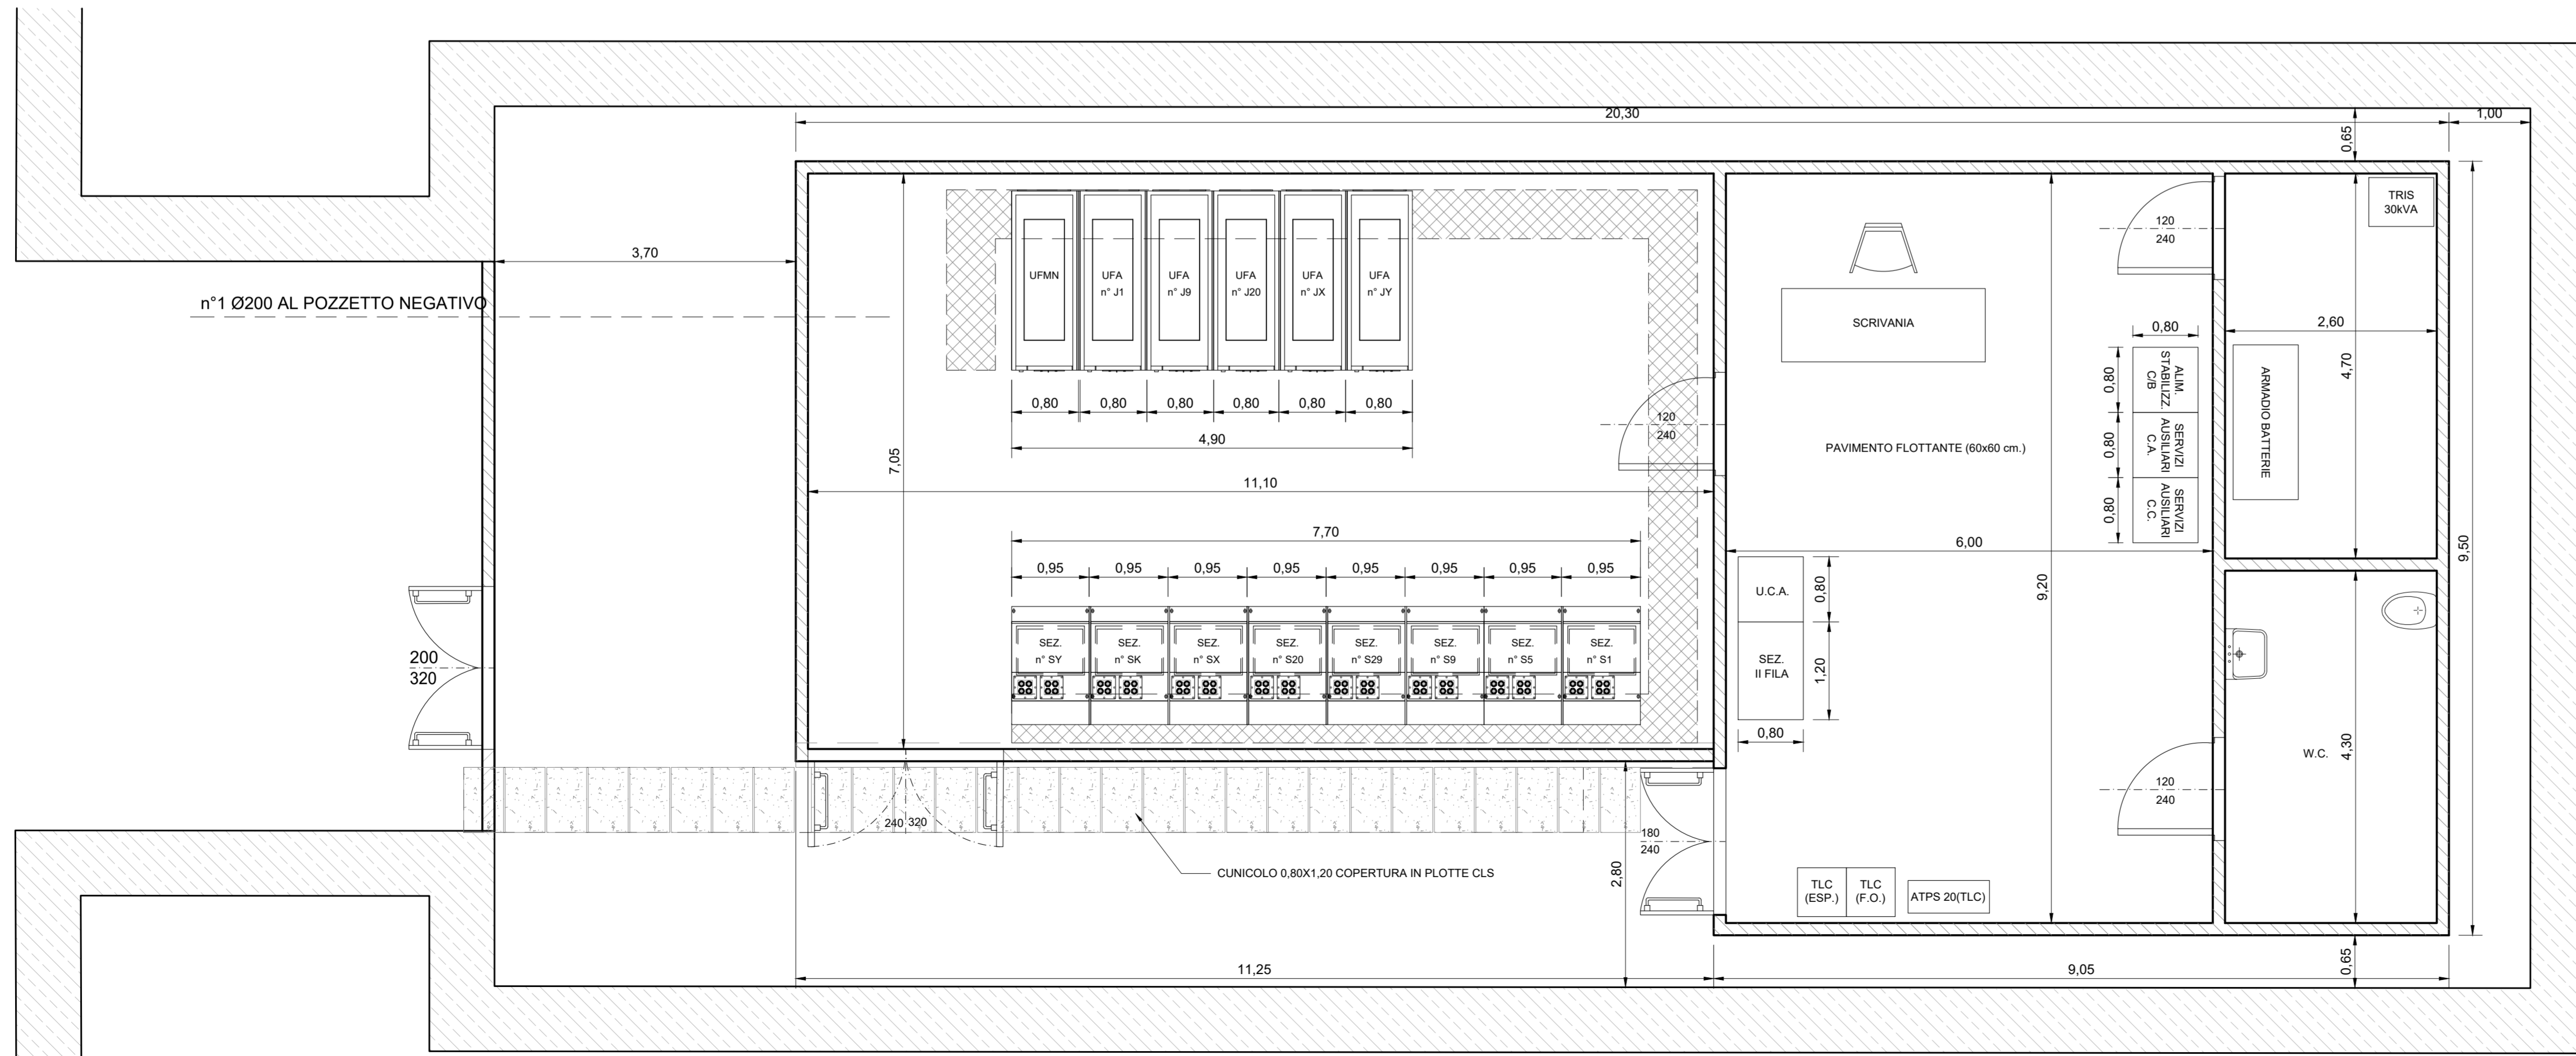 20,30
1,00
0,65
3,70
n°1 Ø200 AL POZZETTO NEGATIVO
UFMN
UFA
n° J1
UFA
n° J9
UFA
n° J20
UFA
n° JX
UFA
n° JY
0,80
0,80
0,80
0,80
0,80
0,80
4,90
7,05
11,10
7,70
0,95
0,95
0,95
0,95
0,95
0,95
0,95
0,95
SEZ.
n° SY
SEZ.
n° SK
SEZ.
n° SX
SEZ.
n° S20
SEZ.
n° S29
SEZ.
n° S9
SEZ.
n° S5
SEZ.
n° S1
120
240
SCRIVANIA
PAVIMENTO FLOTTANTE (60x60 cm.)
6,00
9,20
U.C.A.
0,80
SEZ.
II FILA
1,20
0,80
120
240
0,80
ALIM.
STABILIZZ.
C/B
0,80
SERVIZI
AUSILIARI
C.A.
0,80
SERVIZI
AUSILIARI
C.C.
0,80
TRIS
30kVA
2,60
4,70
ARMADIO BATTERIE
9,50
W.C.
4,30
120
240
200
320
240
320
180
240
CUNICOLO 0,80X1,20 COPERTURA IN PLOTTE CLS
2,80
TLC
(ESP.)
TLC
(F.O.)
ATPS 20(TLC)
11,25
9,05
0,65